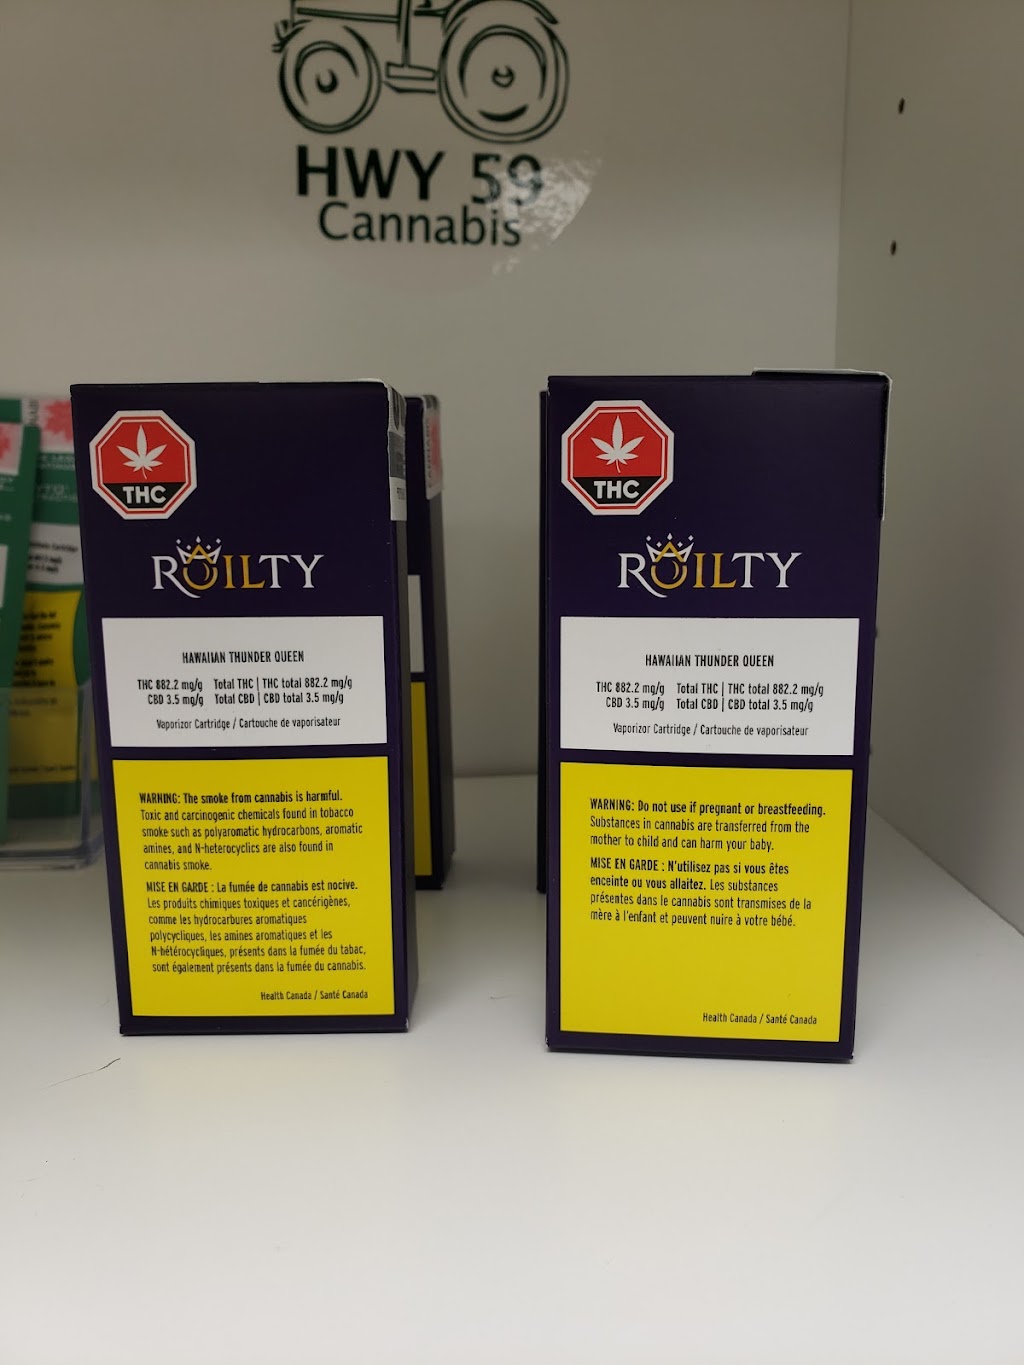 HWY 59
Cannabis
THC
ROILTY
HAWAIIAN THUNDER QUEEN
THC 882.2 mg/g Total THC | THC total 882.2 mg/g
CBD 3.5 mg/g Total CBD | CBD total 3.5 mg/g
Vaporizor Cartridge / Cartouche de vaporisateur
WARNING: The smoke from cannabis is harmful.
Toxic and carcinogenic chemicals found in tobacco
smoke such as polyaromatic hydrocarbons, aromatic
amines, and N-heterocyclics are also found in
cannabis smoke.
MISE EN GARDE : La fumée de cannabis est nocive.
Les produits chimiques toxiques et cancérigènes,
comme les hydrocarbures aromatiques
polycycliques, les amines aromatiques et les
N-hétérocycliques, présents dans la fumée du tabac,
sont également présents dans la fumée du cannabis.
Health Canada / Santé Canada
THC
ROILTY
HAWAIIAN THUNDER QUEEN
THC 882.2 mg/g Total THC | THC total 882.2 mg/g
CBD 3.5 mg/g Total CBD | CBD total 3.5 mg/g
Vaporizor Cartridge / Cartouche de vaporisateur
WARNING: Do not use if pregnant or breastfeeding.
Substances in cannabis are transferred from the
mother to child and can harm your baby.
MISE EN GARDE : N'utilisez pas si vous êtes
enceinte ou vous allaitez. Les substances
présentes dans le cannabis sont transmises de la
mère à l'enfant et peuvent nuire à votre bébé.
Health Canada / Santé Canada